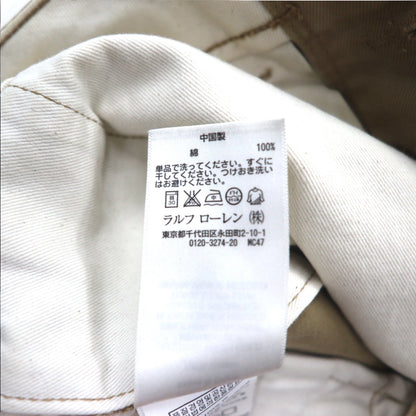 中国製
綿 100%
単品で洗ってください。すぐに
干してください。つけおき洗い
はお避けください。
ラルフ ローレン (株)
東京都千代田区永田町2-10-1
0120-3274-20 MC47